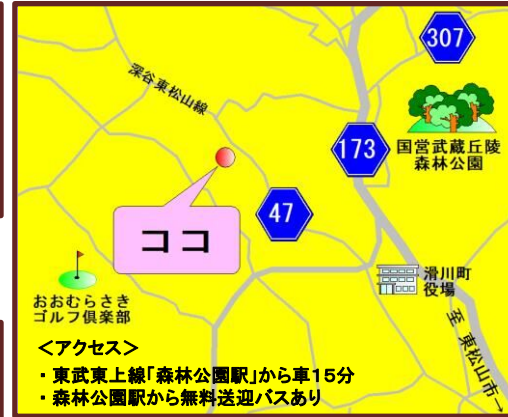 307
深谷東松山線
国営武蔵丘陵
森林公園
173
ココ
47
滑川町
役場
おおむらさき
ゴルフ倶楽部
至 東松山市→
＜アクセス＞
・東武東上線「森林公園駅」から車１５分
・森林公園駅から無料送迎バスあり